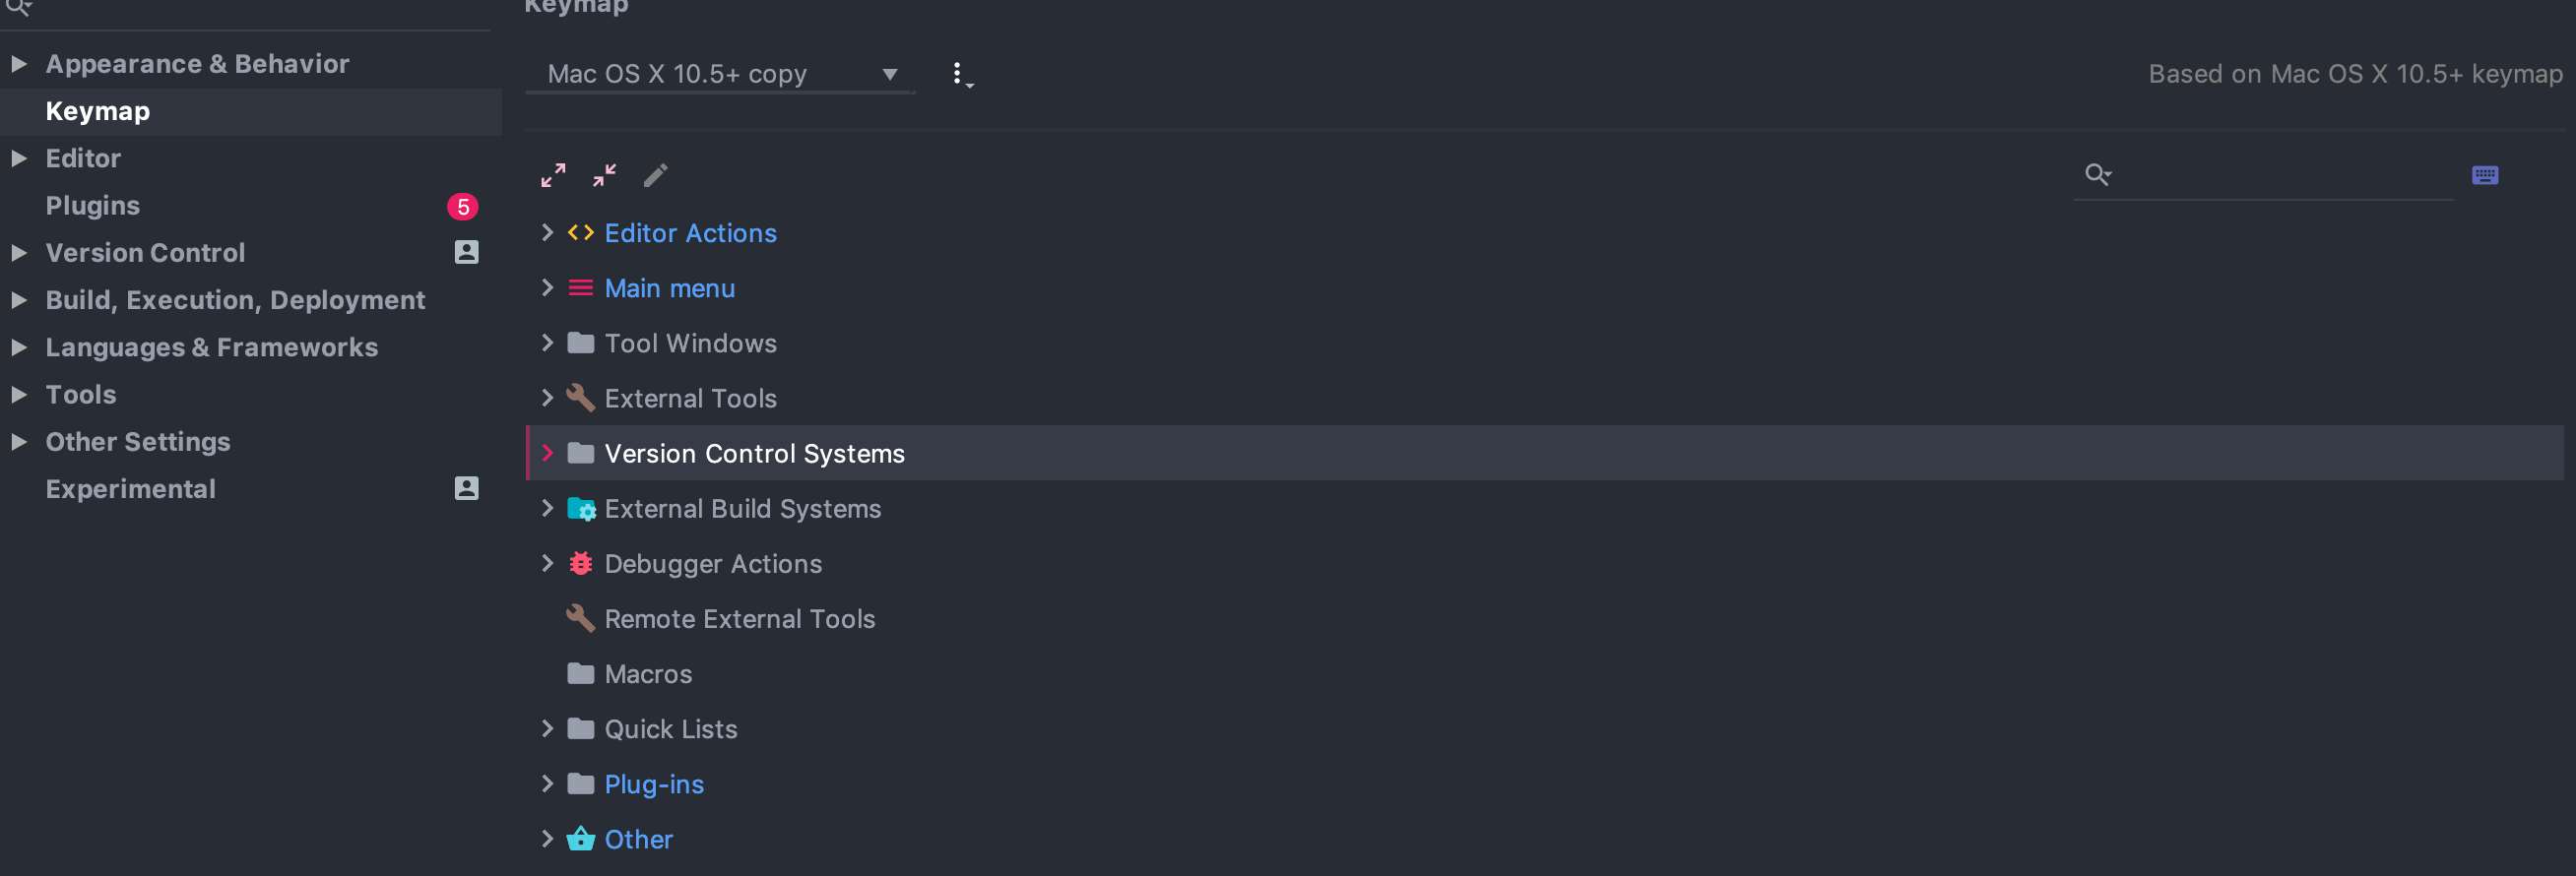 Keymap
Appearance & Behavior
Keymap
Editor
Plugins 5
Version Control
Build, Execution, Deployment
Languages & Frameworks
Tools
Other Settings
Experimental
Mac OS X 10.5+ copy
Based on Mac OS X 10.5+ keymap
Editor Actions
Main menu
Tool Windows
External Tools
Version Control Systems
External Build Systems
Debugger Actions
Remote External Tools
Macros
Quick Lists
Plug-ins
Other